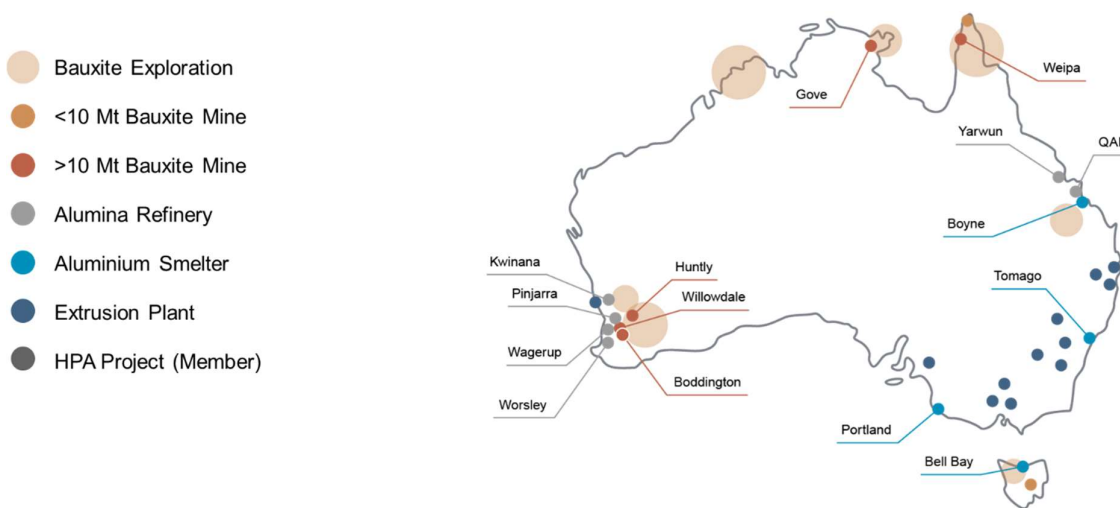 Bauxite Exploration
<10 Mt Bauxite Mine
>10 Mt Bauxite Mine
Alumina Refinery
Aluminium Smelter
Extrusion Plant
HPA Project (Member)
Gove
Weipa
Yarwun
QAL
Boyne
Kwinana
Huntly
Pinjarra
Willowdale
Tomago
Wagerup
Boddington
Worsley
Portland
Bell Bay